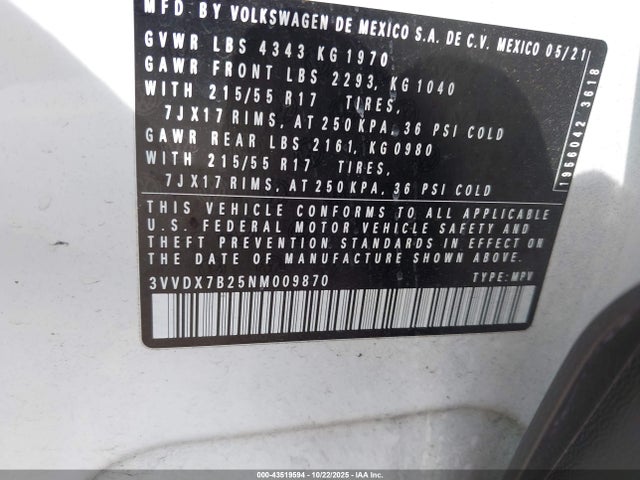 MFD. BY VOLKSWAGEN DE MEXICO S.A. DE C.V. MEXICO 05/21
GVWR LBS 4343 KG 1970
GAWR FRONT LBS 2293, KG 1040
WITH 215/55 R17 TIRES,
7JX17 RIMS, AT 250 KPA, 36 PSI COLD
GAWR REAR LBS 2161, KG 0980
WITH 215/55 R17 TIRES,
7JX17 RIMS, AT 250 KPA, 36 PSI COLD
1956042 3618
THIS VEHICLE CONFORMS TO ALL APPLICABLE
U.S. FEDERAL MOTOR VEHICLE SAFETY AND
THEFT PREVENTION STANDARDS IN EFFECT ON
THE DATE OF MANUFACTURE SHOWN ABOVE.
3VVDX7B25NM009870 TYPE: MPV
000-43519594 | 10/22/2025 | IAA, Inc.